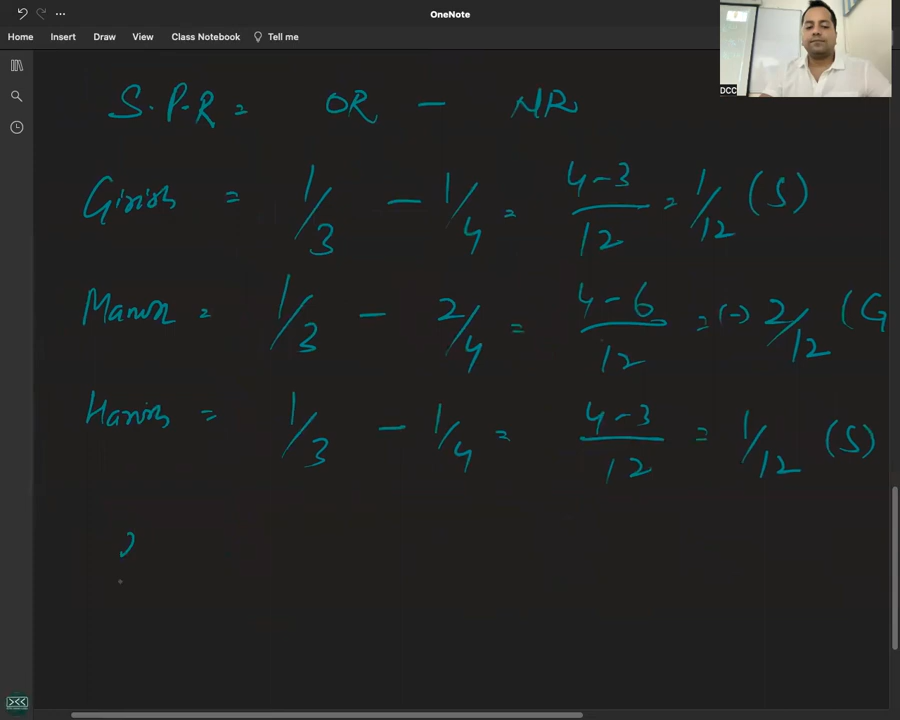 OneNote
Home Insert Draw View Class Notebook Tell me
DCC
S.P.R = OR - NR
Girish = 1/3 - 1/4 = 4-3/12 = 1/12 (S)
= 1/3 - 2/4 = 4-6/12 = (-) 2/12 (G
= 1/3 - 1/4 = 4-3/12 = 1/12 (S)